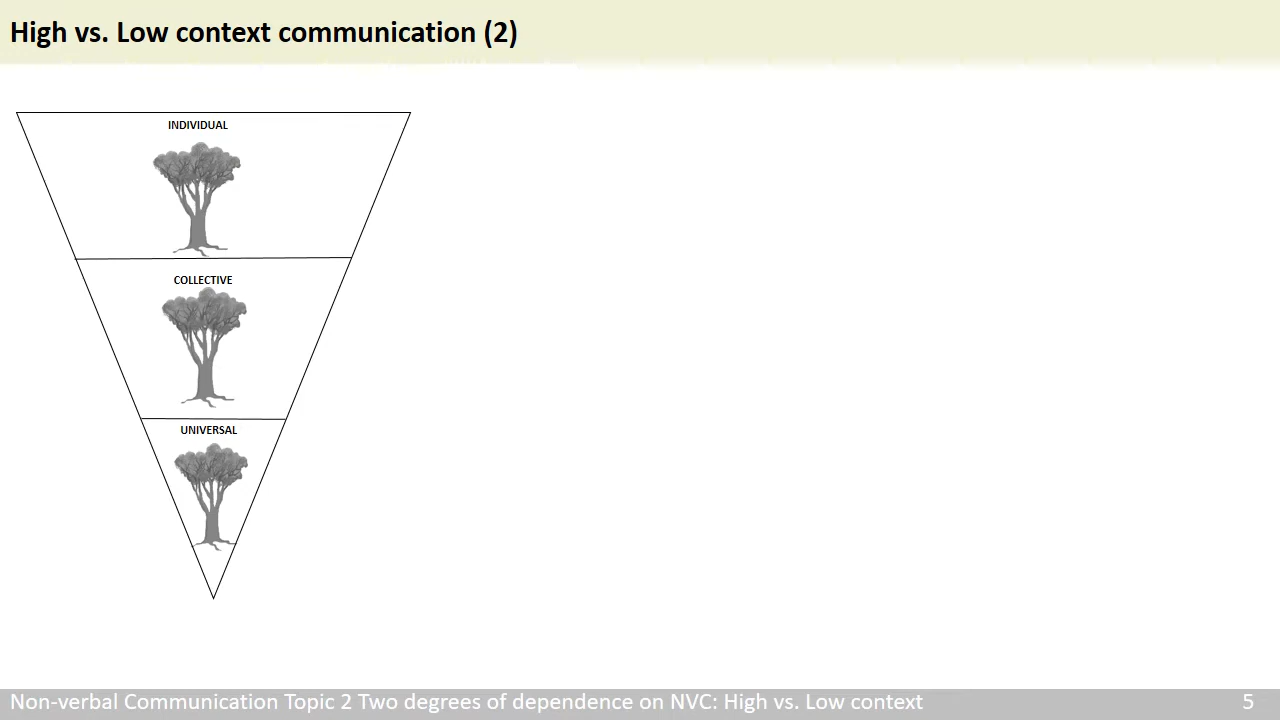 High vs. Low context communication (2)
INDIVIDUAL
COLLECTIVE
UNIVERSAL
Non-verbal Communication Topic 2 Two degrees of dependence on NVC: High vs. Low context 5